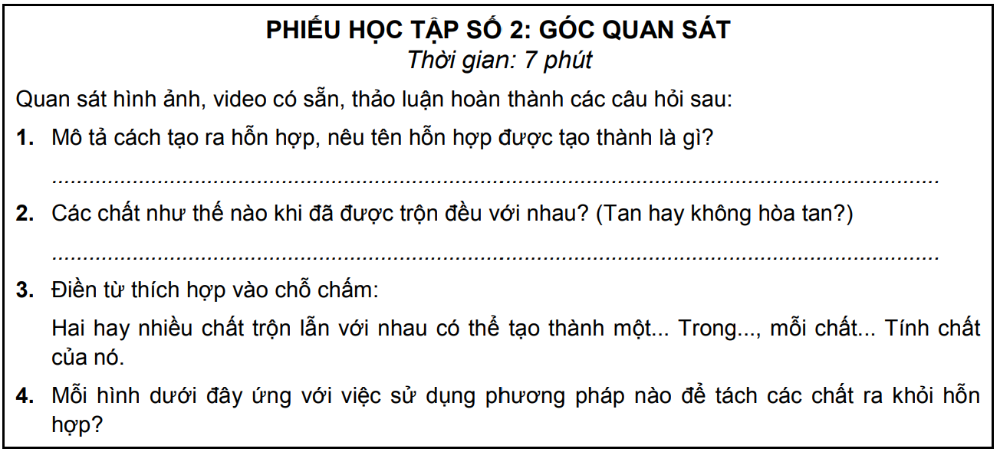 PHIẾU HỌC TẬP SỐ 2: GÓC QUAN SÁT
Thời gian: 7 phút
Quan sát hình ảnh, video có sẵn, thảo luận hoàn thành các câu hỏi sau:
1. Mô tả cách tạo ra hỗn hợp, nêu tên hỗn hợp được tạo thành là gì?
................................................................................................................................................
2. Các chất như thế nào khi đã được trộn đều với nhau? (Tan hay không hòa tan?)
................................................................................................................................................
3. Điền từ thích hợp vào chỗ chấm:
Hai hay nhiều chất trộn lẫn với nhau có thể tạo thành một... Trong..., mỗi chất... Tính chất
của nó.
4. Mỗi hình dưới đây ứng với việc sử dụng phương pháp nào để tách các chất ra khỏi hỗn
hợp?